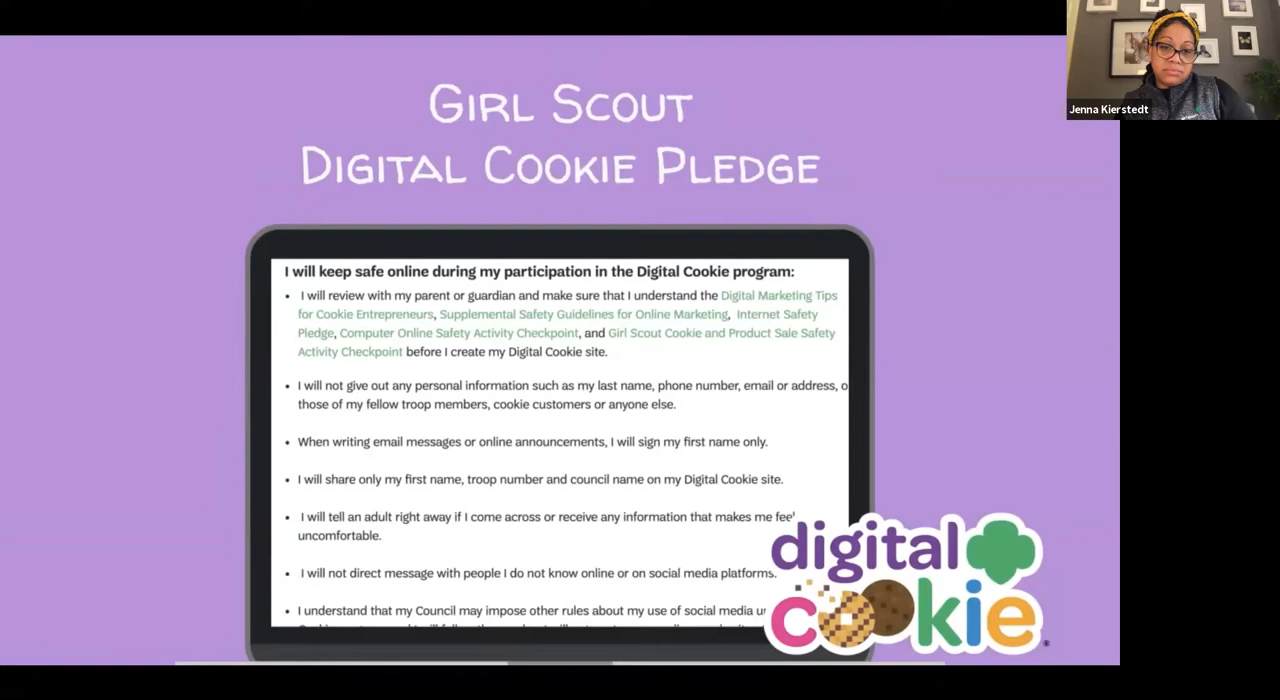 Jenna Kierstedt
GIRL SCOUT
DIGITAL COOKIE PLEDGE
I will keep safe online during my participation in the Digital Cookie program:
• I will review with my parent or guardian and make sure that I understand the Digital Marketing Tips
for Cookie Entrepreneurs, Supplemental Safety Guidelines for Online Marketing, Internet Safety
Pledge, Computer Online Safety Activity Checkpoint, and Girl Scout Cookie and Product Sale Safety
Activity Checkpoint before I create my Digital Cookie site.
• I will not give out any personal information such as my last name, phone number, email or address, o
those of my fellow troop members, cookie customers or anyone else.
• When writing email messages or online announcements, I will sign my first name only.
• I will share only my first name, troop number and council name on my Digital Cookie site.
• I will tell an adult right away if I come across or receive any information that makes me feel
uncomfortable.
• I will not direct message with people I do not know online or on social media platforms.
• I understand that my Council may impose other rules about my use of social media
digital
cookie